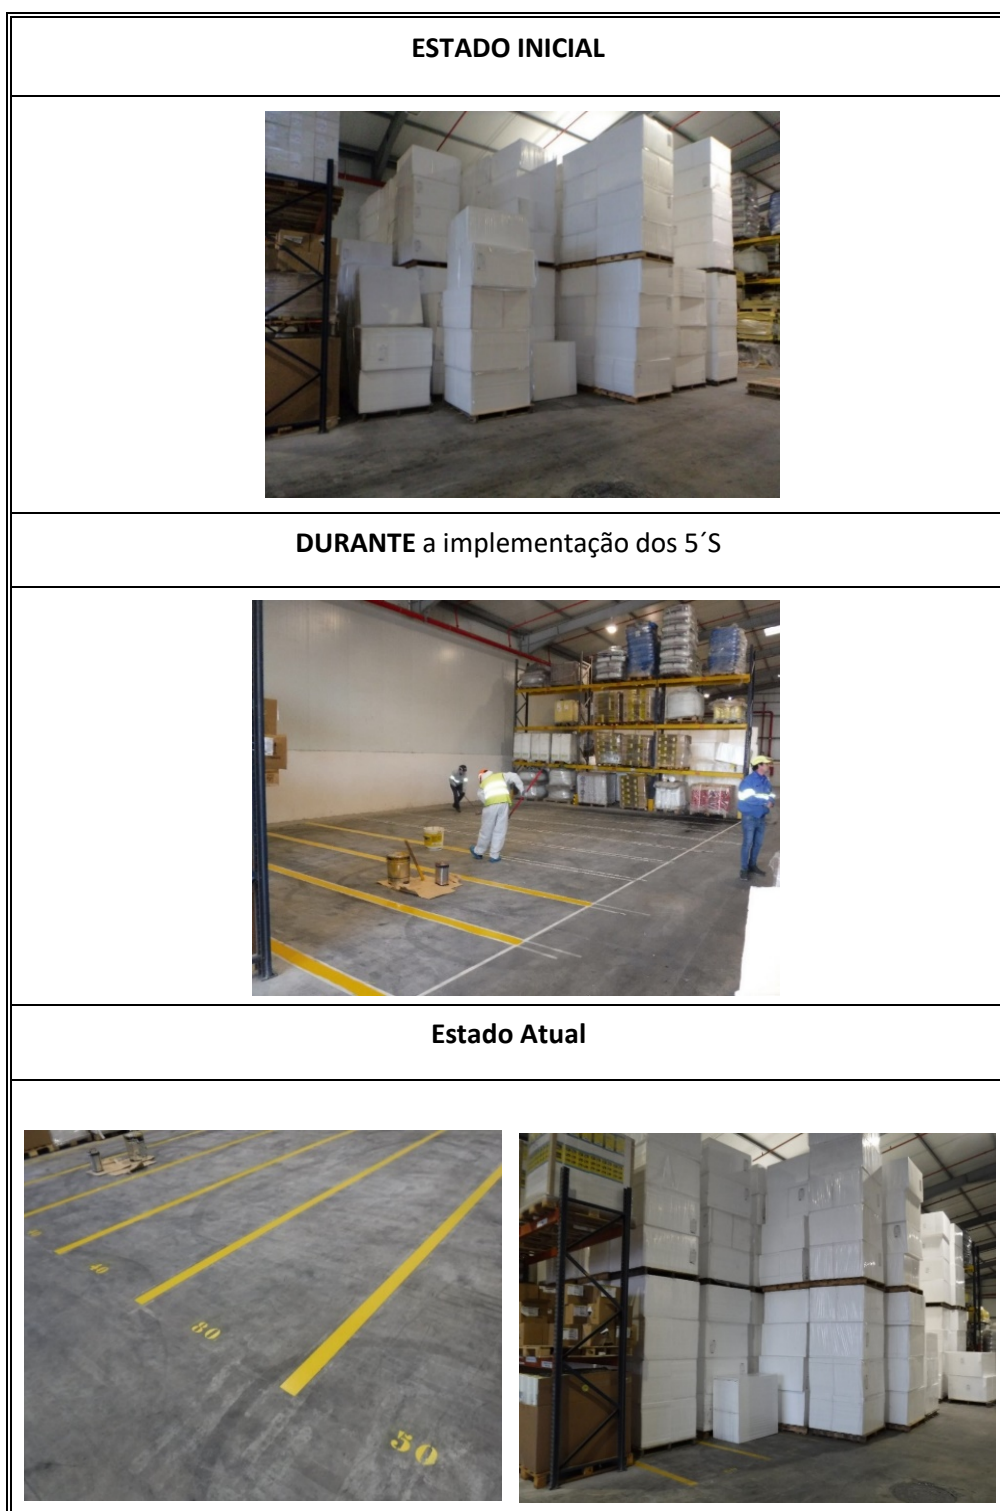 ESTADO INICIAL
DURANTE a implementação dos 5´S
Estado Atual
40
80
50